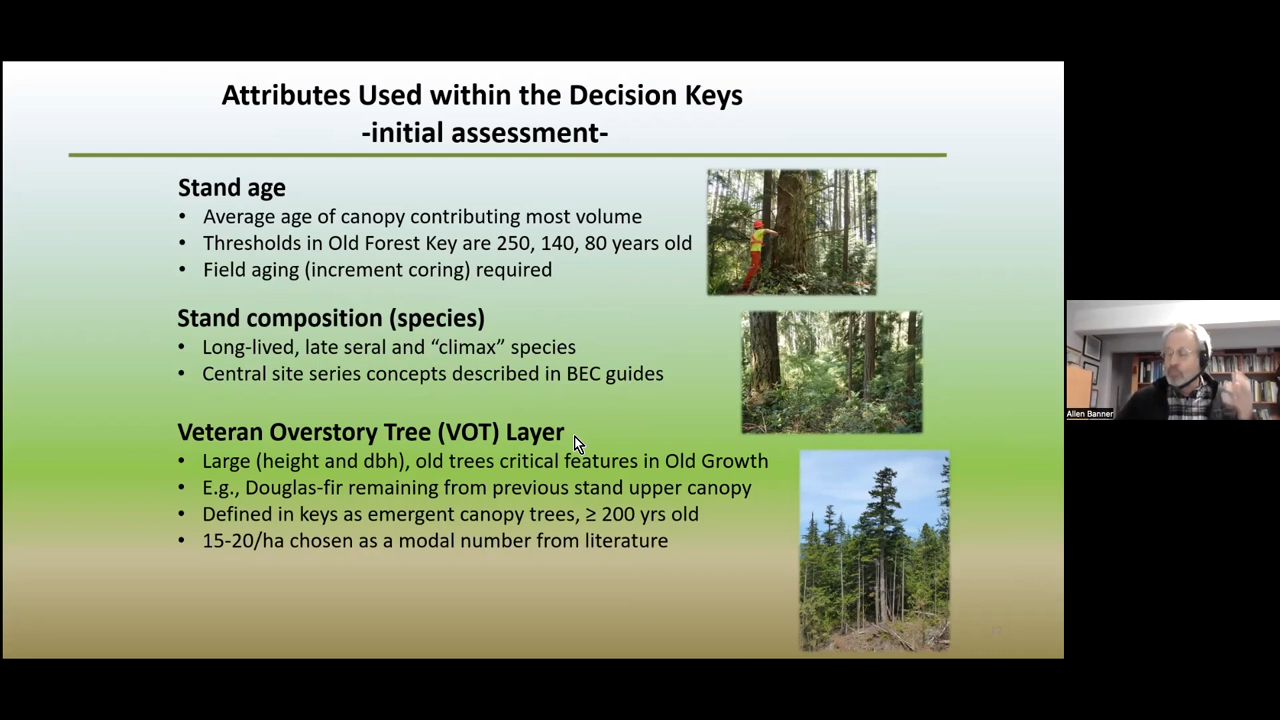 Attributes Used within the Decision Keys
-initial assessment-
Stand age
• Average age of canopy contributing most volume
• Thresholds in Old Forest Key are 250, 140, 80 years old
• Field aging (increment coring) required
Stand composition (species)
• Long-lived, late seral and “climax” species
• Central site series concepts described in BEC guides
Veteran Overstory Tree (VOT) Layer
• Large (height and dbh), old trees critical features in Old Growth
• E.g., Douglas-fir remaining from previous stand upper canopy
• Defined in keys as emergent canopy trees, ≥ 200 yrs old
• 15-20/ha chosen as a modal number from literature
Allen Banner